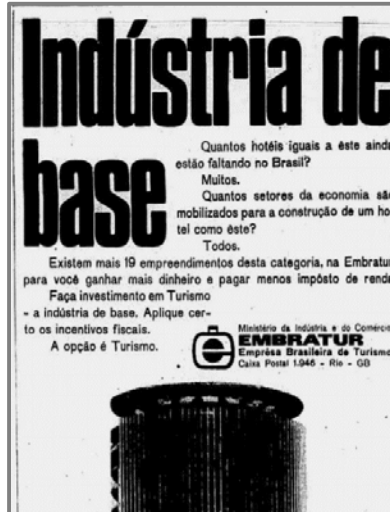 Indústria de
base
Quantos hotéis iguais a êste ainda
estão faltando no Brasil?
Muitos.
Quantos setores da economia são
mobilizados para a construção de um ho-
tel como êste?
Todos.
Existem mais 19 empreendimentos desta categoria, na Embratur
para você ganhar mais dinheiro e pagar menos impôsto de renda
Faça investimento em Turismo
- a indústria de base. Aplique cer-
to os incentivos fiscais.
A opção é Turismo.
Ministério da Indústria e do Comércio
EMBRATUR
Emprêsa Brasileira de Turismo
Caixa Postal 1.946 - Rio - GB